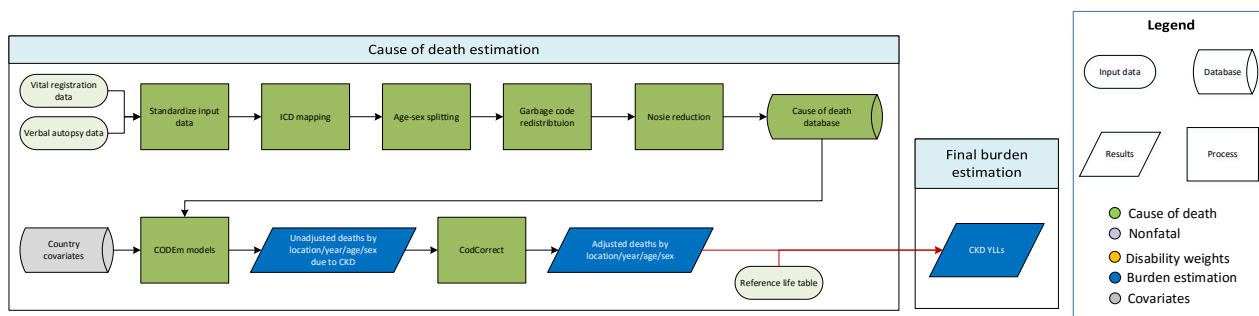 Cause of death estimation
Vital registration
data
Verbal autopsy data
Standardize input
data
ICD mapping
Age-sex splitting
Garbage code
redistribtuion
Nosie reduction
Cause of death
database
Country
covariates
CODEm models
Unadjusted deaths by
location/year/age/sex
due to CKD
CodCorrect
Adjusted deaths by
location/year/age/sex
Reference life table
Final burden
estimation
CKD YLLs
Legend
Input data
Database
Results
Process
Cause of death
Nonfatal
Disability weights
Burden estimation
Covariates